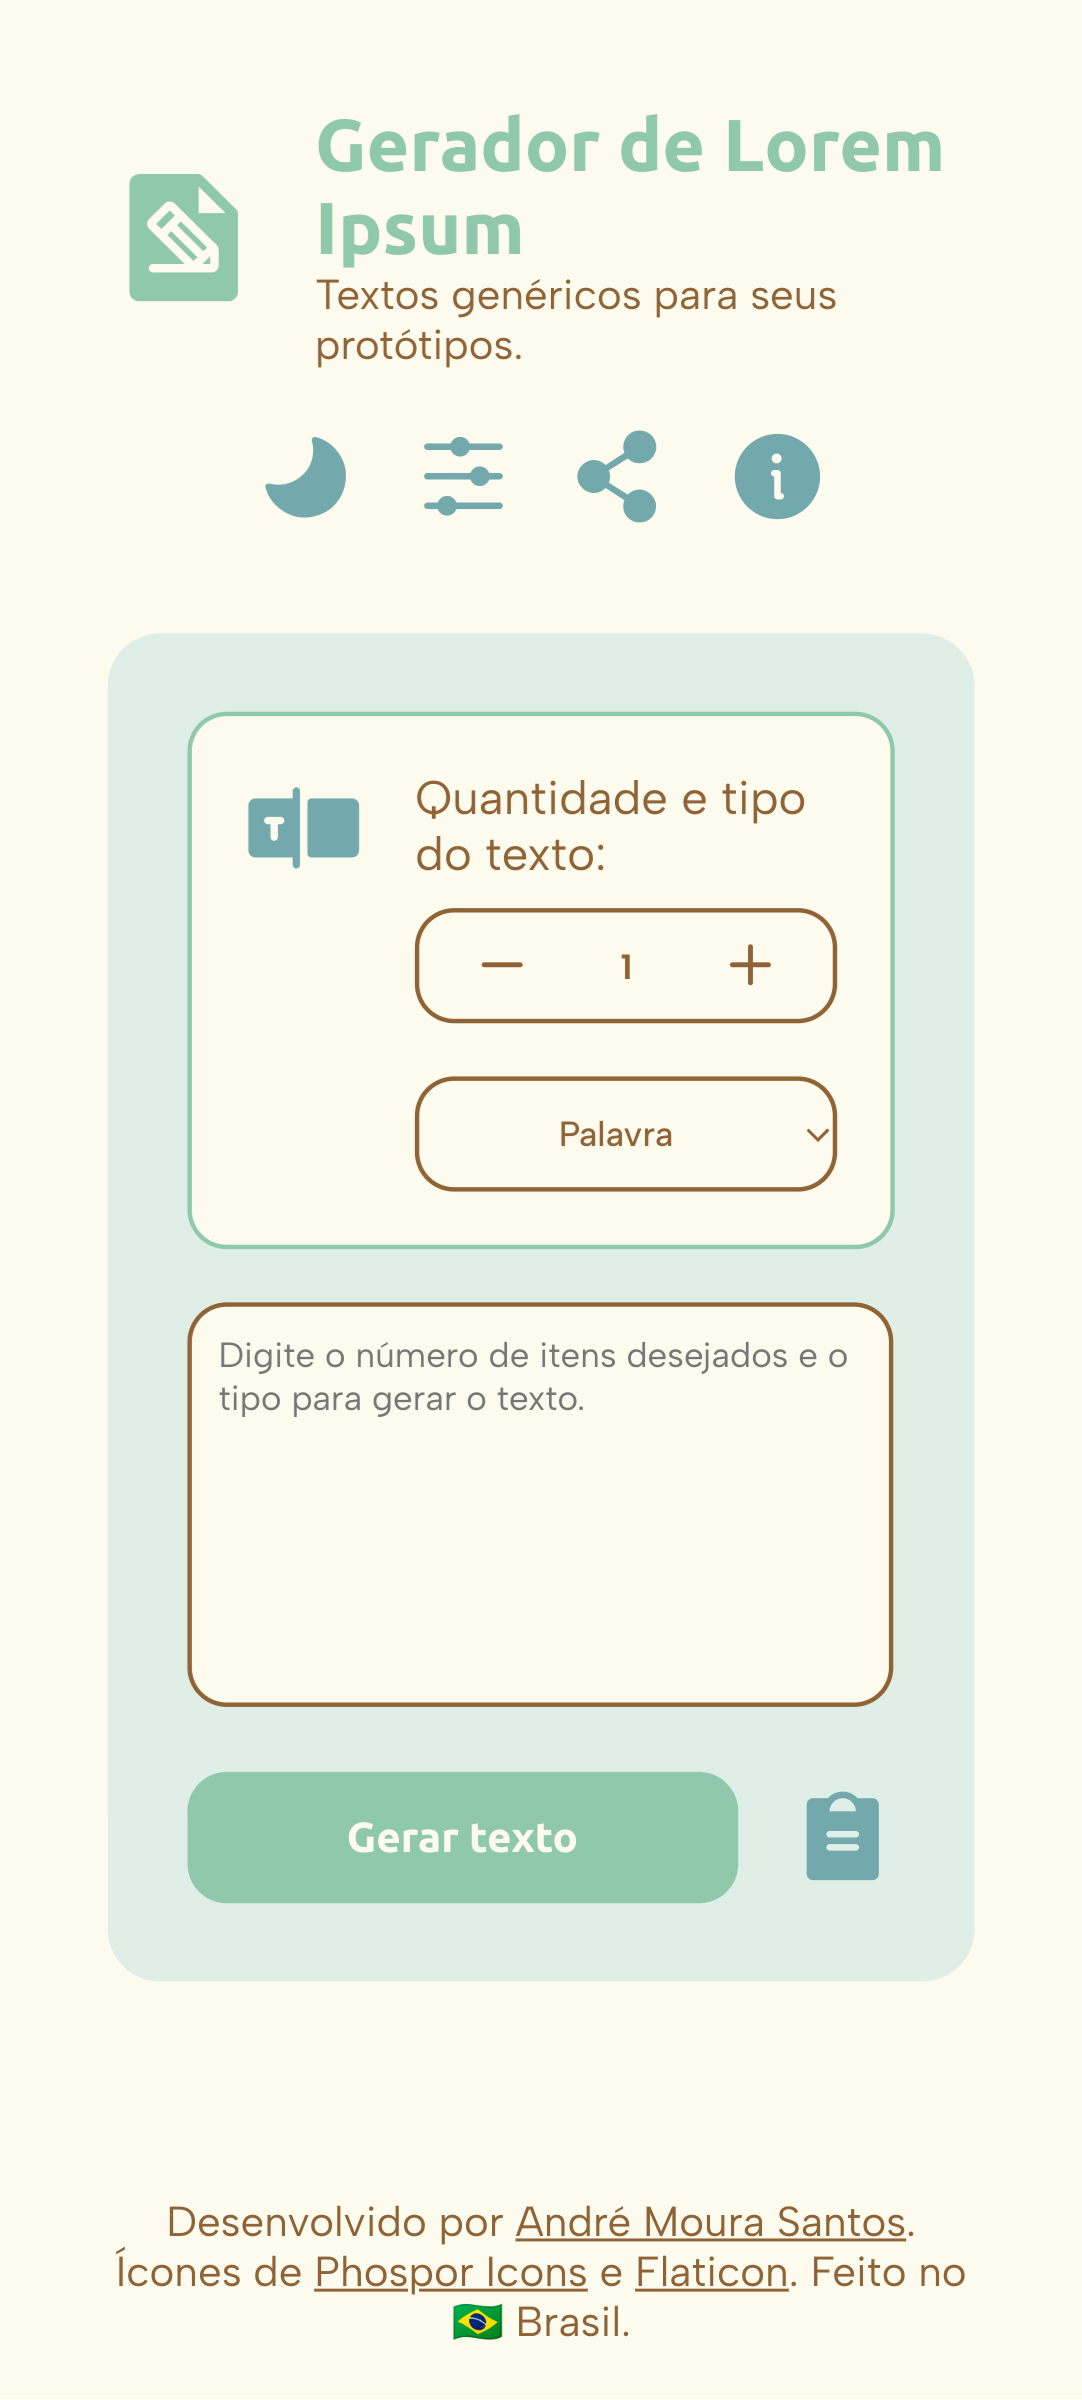 Gerador de Lorem
Ipsum
Textos genéricos para seus
protótipos.
Quantidade e tipo
do texto:
1
Palavra
Digite o número de itens desejados e o
tipo para gerar o texto.
Gerar texto
Desenvolvido por André Moura Santos.
Ícones de Phospor Icons e Flaticon. Feito no
🇧🇷 Brasil.